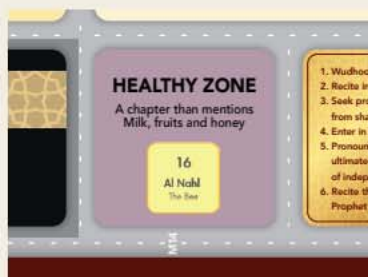 HEALTHY ZONE
A chapter than mentions
Milk, fruits and honey
16
Al Nahl
The Bee
1. Wudhoo
2. Recite in
3. Seek pro
from sha
4. Enter in
5. Pronoun
ultimate
of indep
6. Recite th
Prophet